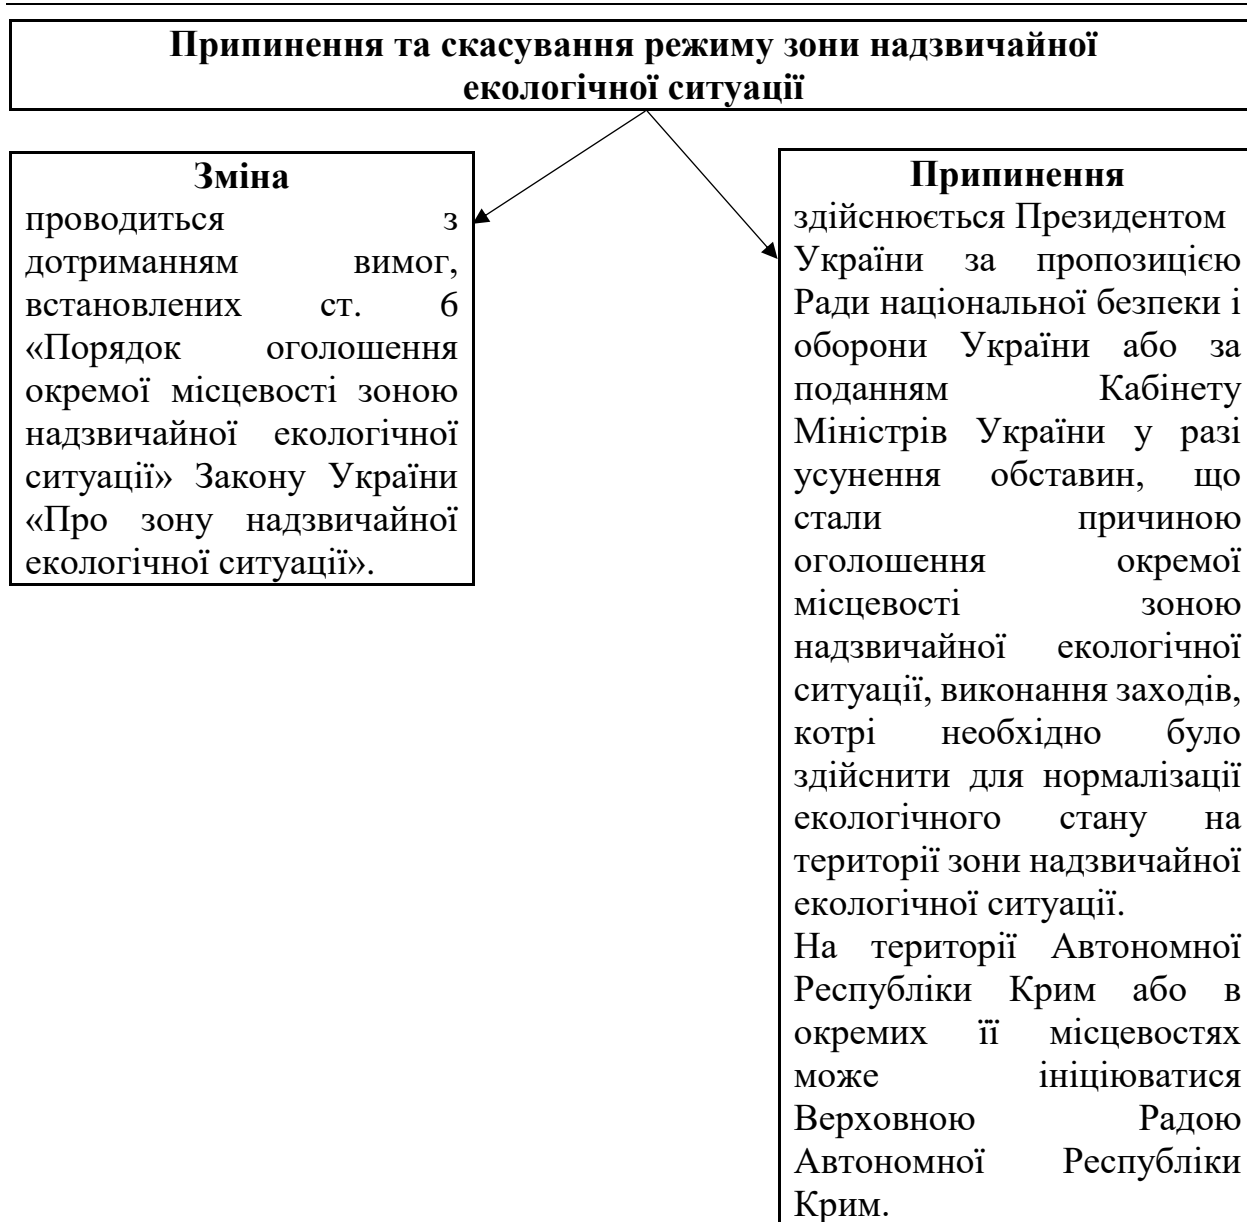 Припинення та скасування режиму зони надзвичайної
екологічної ситуації
Зміна
проводиться з
дотриманням вимог,
встановлених ст. 6
«Порядок оголошення
окремої місцевості зоною
надзвичайної екологічної
ситуації» Закону України
«Про зону надзвичайної
екологічної ситуації».
Припинення
здійснюється Президентом
України за пропозицією
Ради національної безпеки і
оборони України або за
поданням Кабінету
Міністрів України у разі
усунення обставин, що
стали причиною
оголошення окремої
місцевості зоною
надзвичайної екологічної
ситуації, виконання заходів,
котрі необхідно було
здійснити для нормалізації
екологічного стану на
території зони надзвичайної
екологічної ситуації.
На території Автономної
Республіки Крим або в
окремих її місцевостях
може ініціюватися
Верховною Радою
Автономної Республіки
Крим.